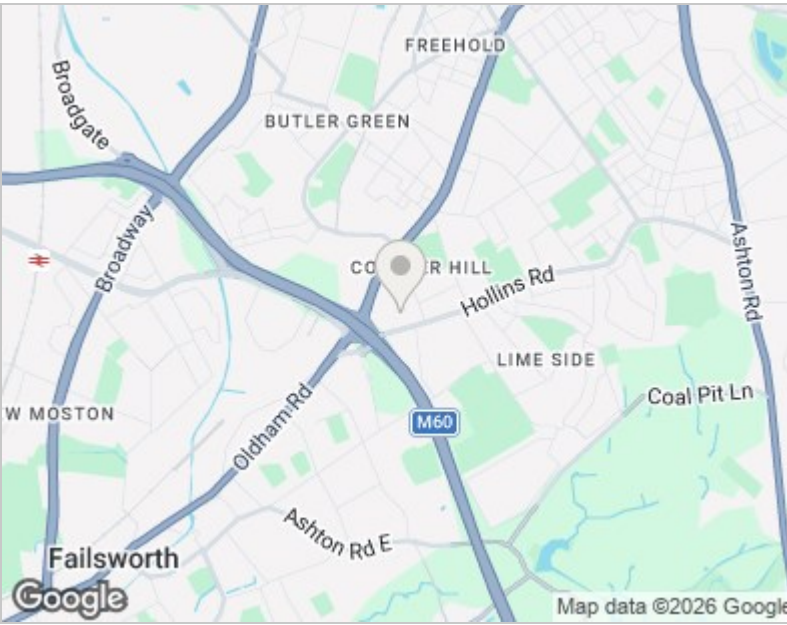 FREEHOLD
Broadgate
BUTLER GREEN
Broadway
Ashton Rd
Hollins Rd
LIME SIDE
Coal Pit Ln
W MOSTON
M60
Oldham Rd
Ashton Rd E
Failsworth
Google
Map data ©2026 Google